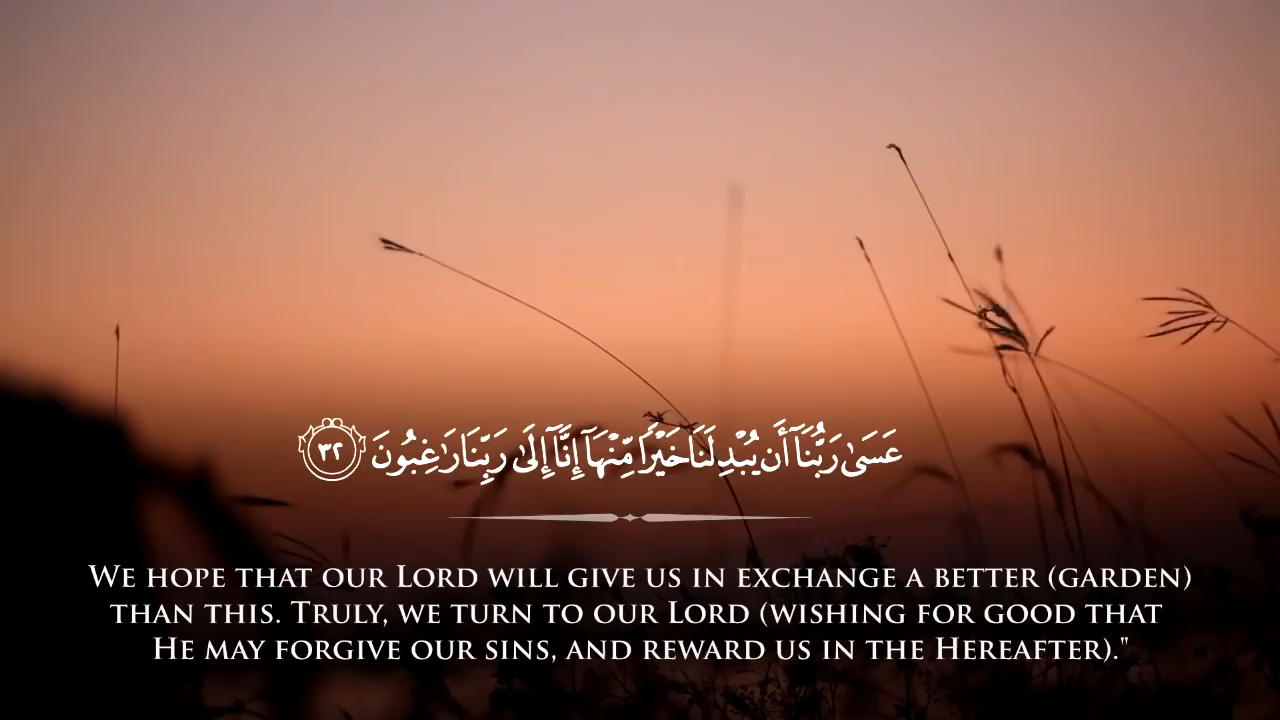 عَسَىٰ رَبُّنَآ أَن يُبْدِلَنَا خَيْرًا مِّنْهَآ إِنَّآ إِلَىٰ رَبِّنَا رَٰغِبُونَ ٣٢
We hope that our Lord will give us in exchange a better (garden)
than this. Truly, we turn to our Lord (wishing for good that
He may forgive our sins, and reward us in the Hereafter)."